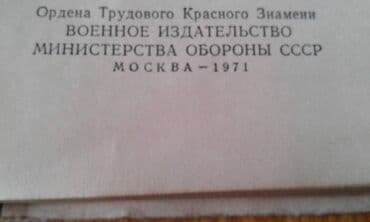 Ордена Трудового Красного Знамени
ВОЕННОЕ ИЗДАТЕЛЬСТВО
МИНИСТЕРСТВА ОБОРОНЫ СССР
МОСКВА — 1971